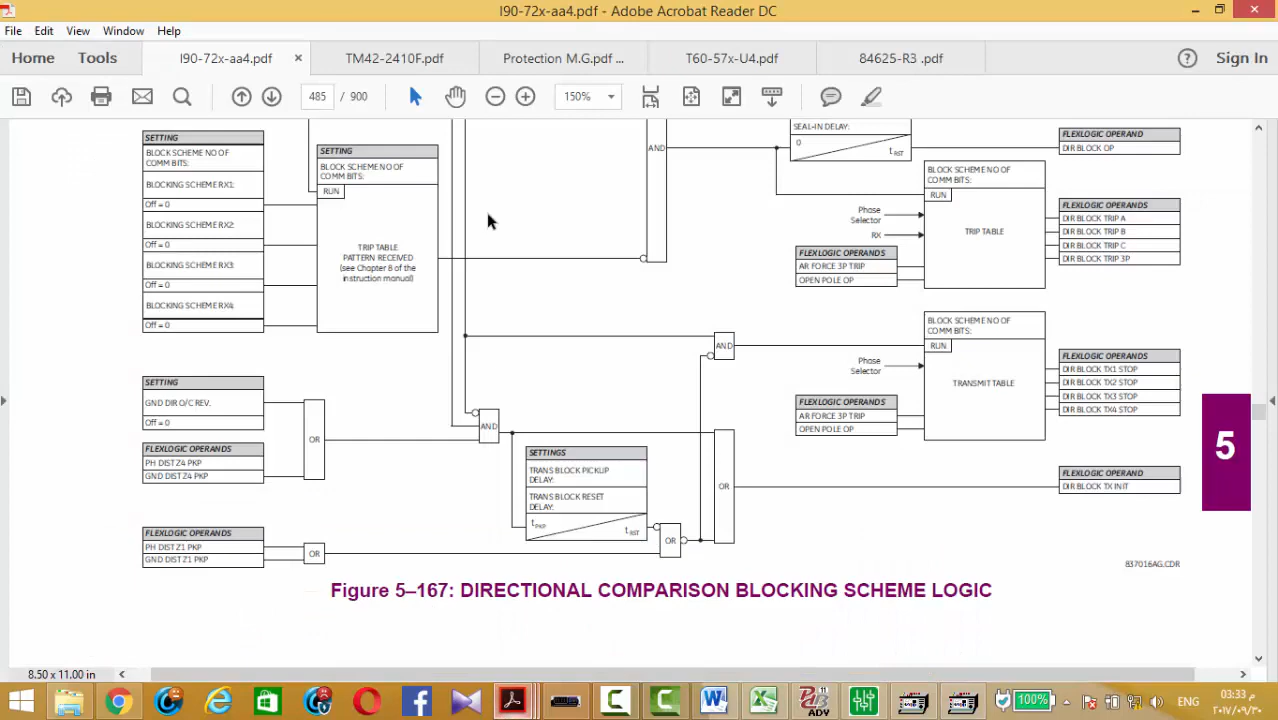 I90-72x-aa4.pdf - Adobe Acrobat Reader DC
File Edit View Window Help
Home Tools I90-72x-aa4.pdf × TM42-2410F.pdf Protection M.G.pdf ... T60-57x-U4.pdf 84625-R3 .pdf Sign In
485 / 900 150%
SETTING
BLOCK SCHEME NO OF
COMM BITS:
BLOCKING SCHEME RX1:
Off = 0
BLOCKING SCHEME RX2:
Off = 0
BLOCKING SCHEME RX3:
Off = 0
BLOCKING SCHEME RX4:
Off = 0
SETTING
BLOCK SCHEME NO OF
COMM BITS:
RUN
TRIP TABLE
PATTERN RECEIVED
(see Chapter 8 of the
instruction manual)
AND
SEAL-IN DELAY:
0
tRST
FLEXLOGIC OPERAND
DIR BLOCK OP
BLOCK SCHEME NO OF
COMM BITS:
RUN
Phase
Selector
RX
TRIP TABLE
FLEXLOGIC OPERANDS
AR FORCE 3P TRIP
OPEN POLE OP
FLEXLOGIC OPERANDS
DIR BLOCK TRIP A
DIR BLOCK TRIP B
DIR BLOCK TRIP C
DIR BLOCK TRIP 3P
AND
BLOCK SCHEME NO OF
COMM BITS:
RUN
Phase
Selector
TRANSMIT TABLE
FLEXLOGIC OPERANDS
AR FORCE 3P TRIP
OPEN POLE OP
FLEXLOGIC OPERANDS
DIR BLOCK TX1 STOP
DIR BLOCK TX2 STOP
DIR BLOCK TX3 STOP
DIR BLOCK TX4 STOP
SETTING
GND DIR O/C REV.
Off = 0
FLEXLOGIC OPERANDS
PH DIST Z4 PKP
GND DIST Z4 PKP
OR
AND
SETTINGS
TRANS BLOCK PICKUP
DELAY:
TRANS BLOCK RESET
DELAY:
tPKP
tRST
OR
OR
FLEXLOGIC OPERAND
DIR BLOCK TX INIT
FLEXLOGIC OPERANDS
PH DIST Z1 PKP
GND DIST Z1 PKP
OR
5
837016AG.CDR
Figure 5–167: DIRECTIONAL COMPARISON BLOCKING SCHEME LOGIC
8.50 x 11.00 in
100% ENG
03:33 م
٢٠١٧/٠٩/٣٠